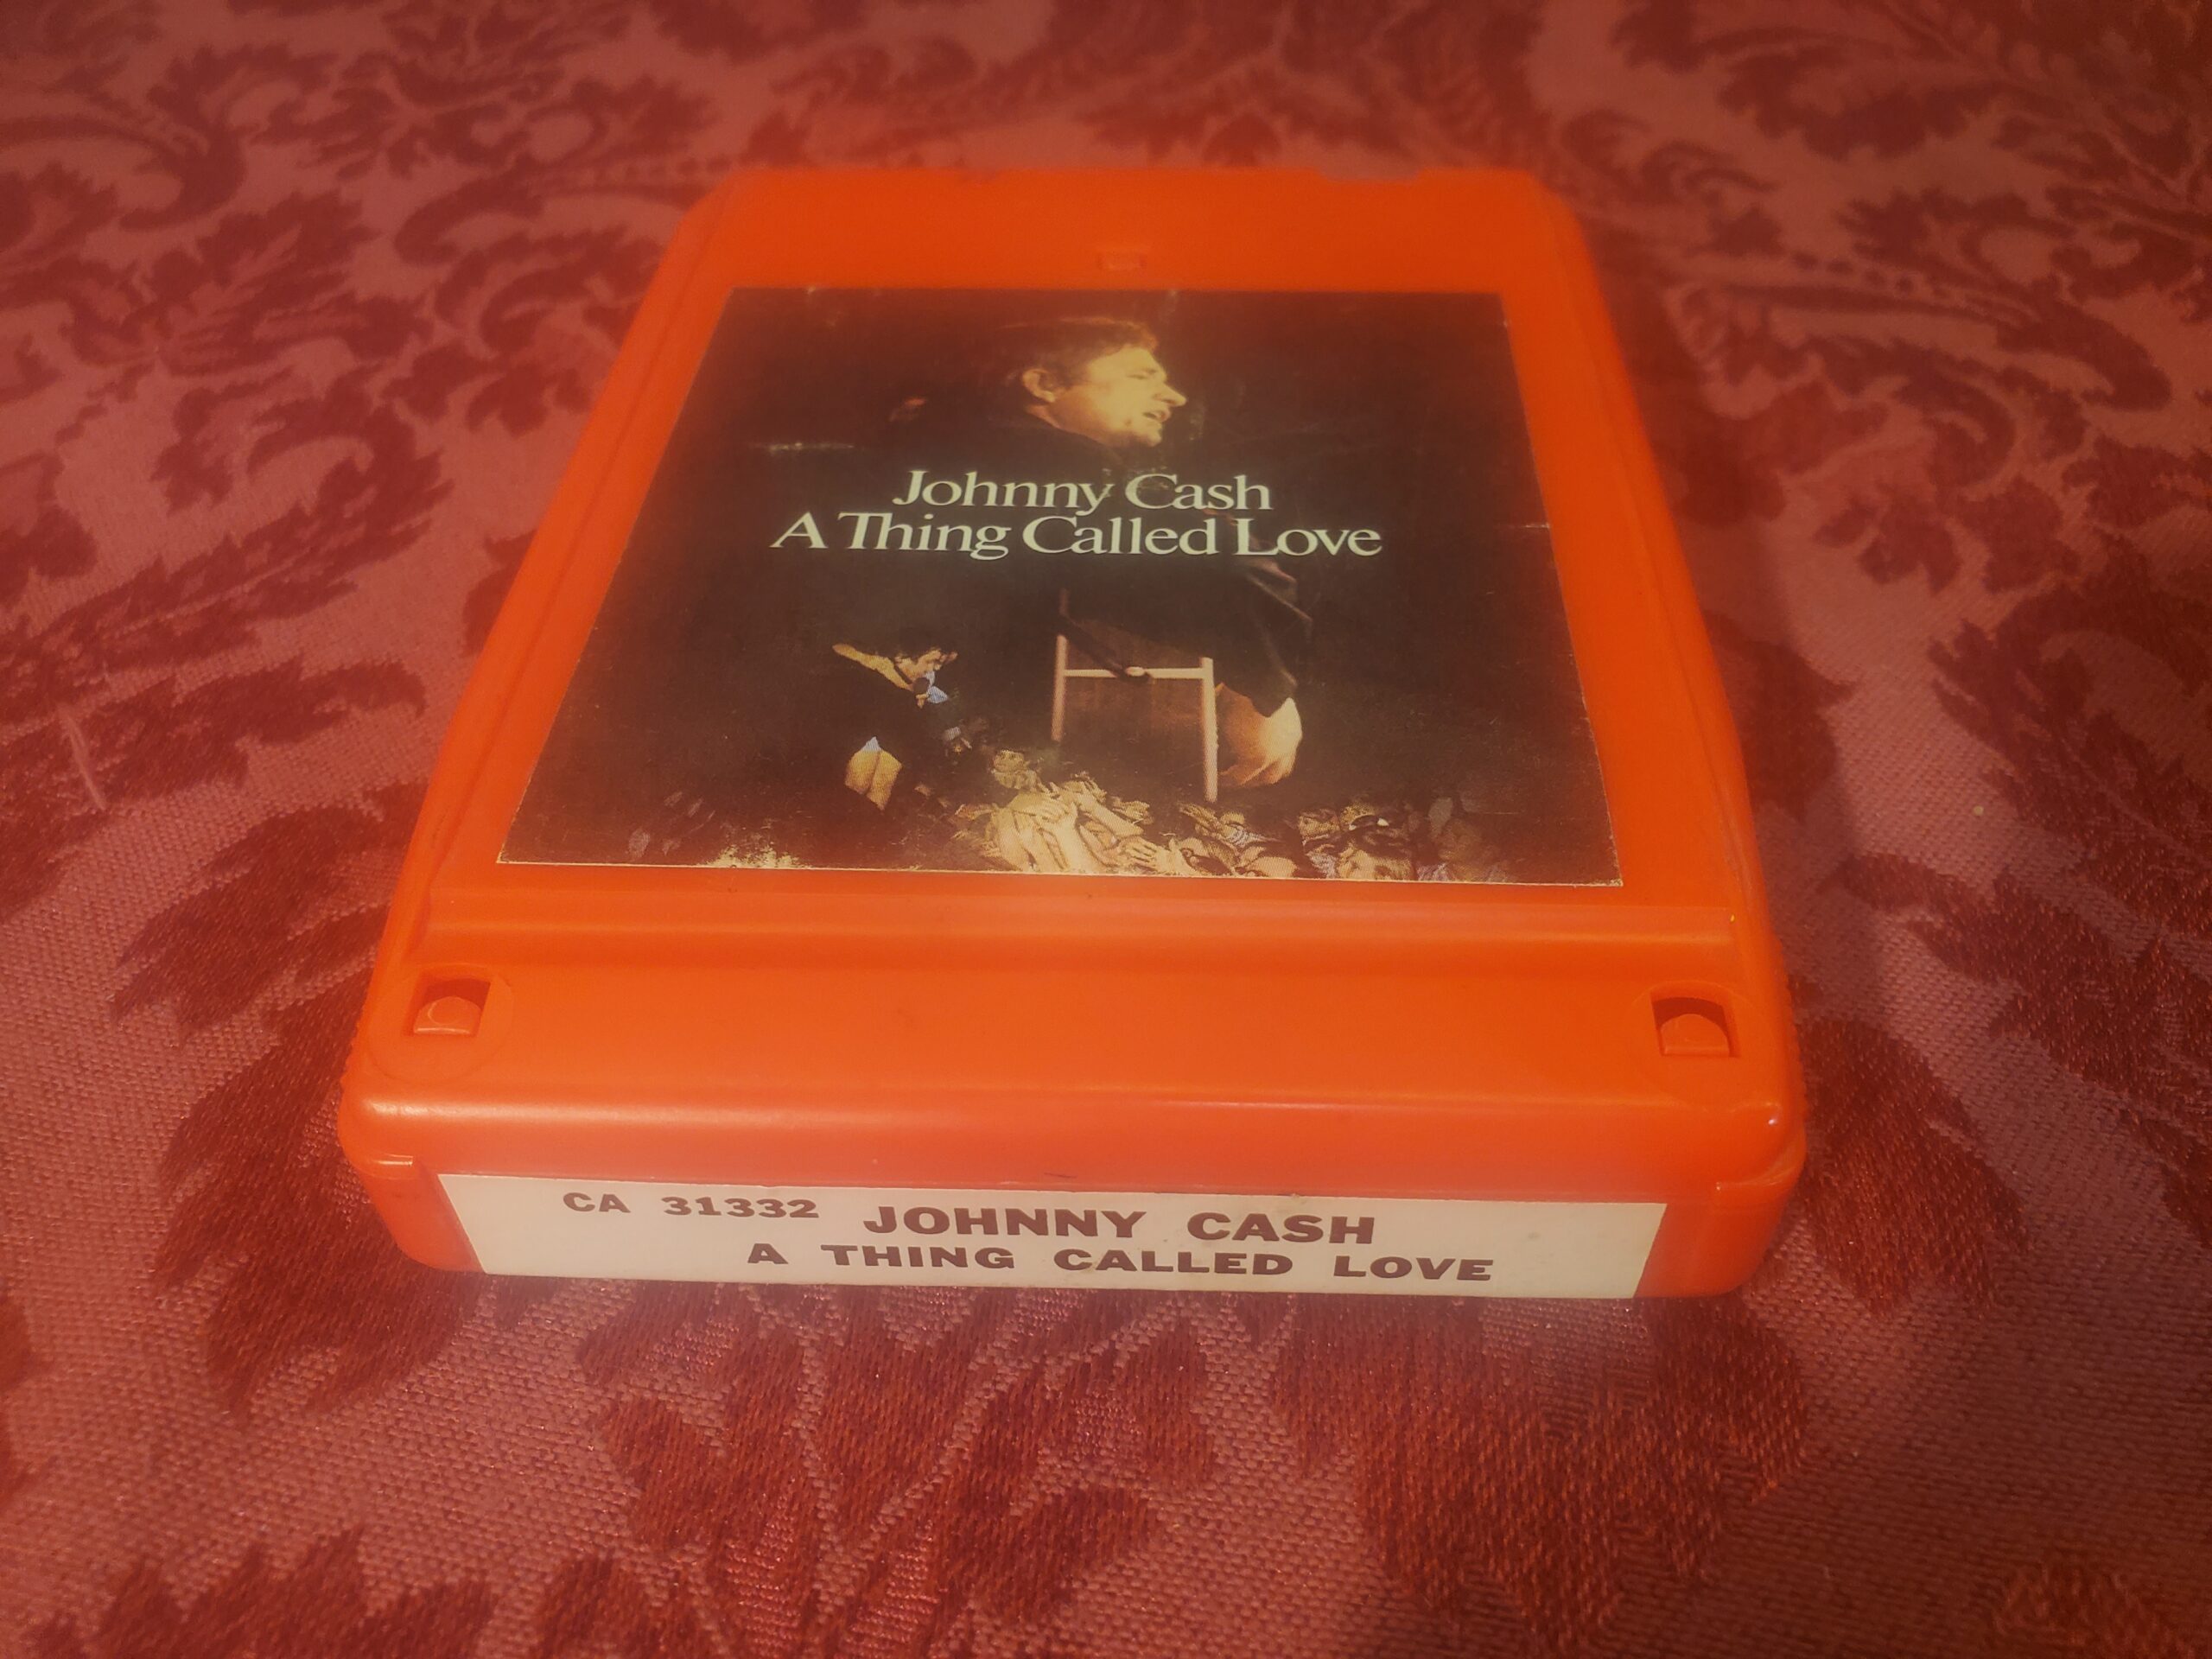 Johnny Cash
A Thing Called Love
CA 31332 JOHNNY CASH
A THING CALLED LOVE